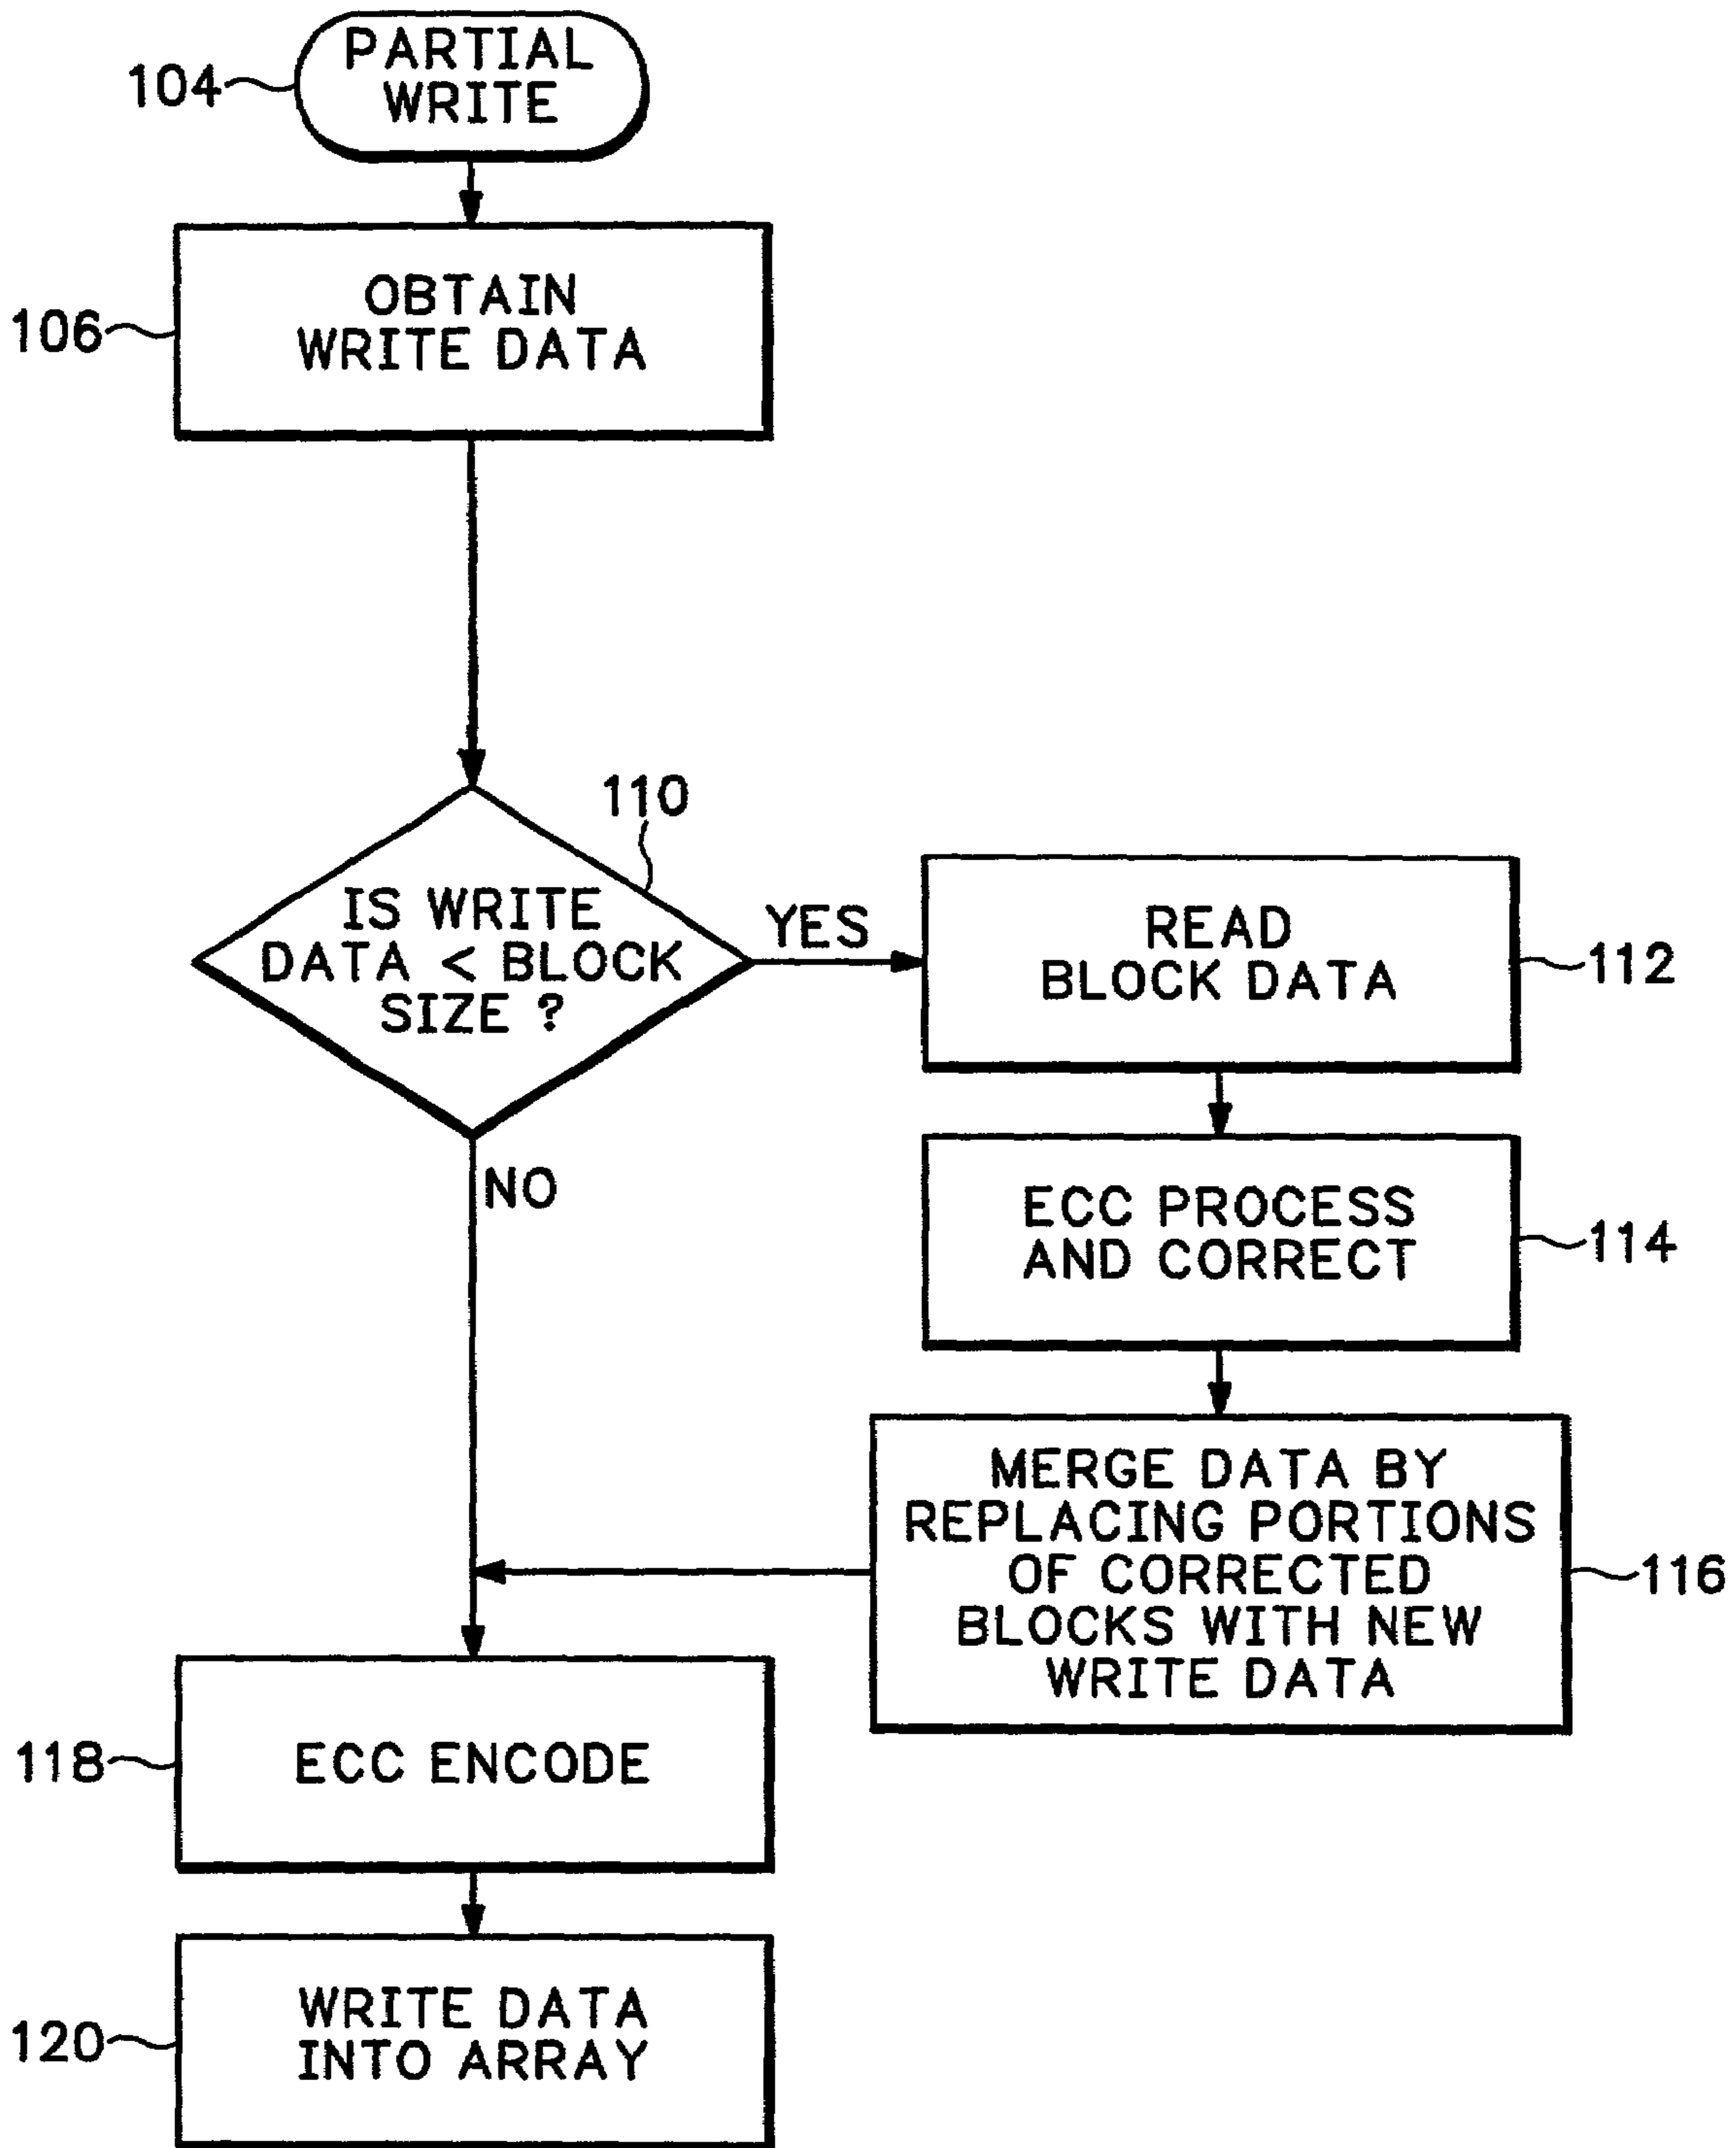 PARTIAL
WRITE
104
OBTAIN
WRITE DATA
106
110
IS WRITE
DATA < BLOCK
SIZE ?
YES
NO
READ
BLOCK DATA
112
ECC PROCESS
AND CORRECT
114
MERGE DATA BY
REPLACING PORTIONS
OF CORRECTED
BLOCKS WITH NEW
WRITE DATA
116
118
ECC ENCODE
120
WRITE DATA
INTO ARRAY